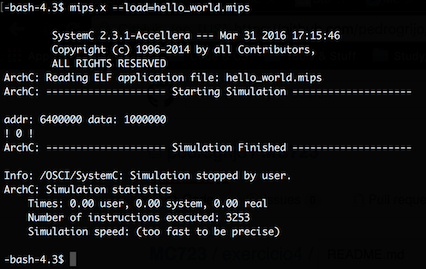 -bash-4.3$ mips.x --load=hello_world.mips
SystemC 2.3.1-Accellera --- Mar 31 2016 17:15:46
Copyright (c) 1996-2014 by all Contributors,
ALL RIGHTS RESERVED
ArchC: Reading ELF application file: hello_world.mips
ArchC: -------------------- Starting Simulation --------------------
addr: 6400000 data: 1000000
! 0 !
ArchC: -------------------- Simulation Finished --------------------
Info: /OSCI/SystemC: Simulation stopped by user.
ArchC: Simulation statistics
Times: 0.00 user, 0.00 system, 0.00 real
Number of instructions executed: 3253
Simulation speed: (too fast to be precise)
-bash-4.3$